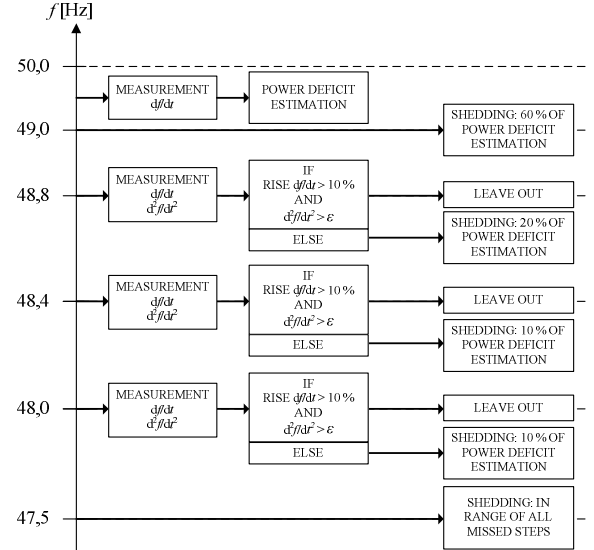 f [Hz]
50,0
MEASUREMENT
df/dt
POWER DEFICIT
ESTIMATION
49,0
SHEDDING: 60 % OF
POWER DEFICIT
ESTIMATION
48,8
MEASUREMENT
df/dt
d²f/dt²
IF
RISE df/dt > 10 %
AND
d²f/dt² > ε
ELSE
LEAVE OUT
SHEDDING: 20 % OF
POWER DEFICIT
ESTIMATION
48,4
MEASUREMENT
df/dt
d²f/dt²
IF
RISE df/dt > 10 %
AND
d²f/dt² > ε
ELSE
LEAVE OUT
SHEDDING: 10 % OF
POWER DEFICIT
ESTIMATION
48,0
MEASUREMENT
df/dt
d²f/dt²
IF
RISE df/dt > 10 %
AND
d²f/dt² > ε
ELSE
LEAVE OUT
SHEDDING: 10 % OF
POWER DEFICIT
ESTIMATION
47,5
SHEDDING: IN
RANGE OF ALL
MISSED STEPS